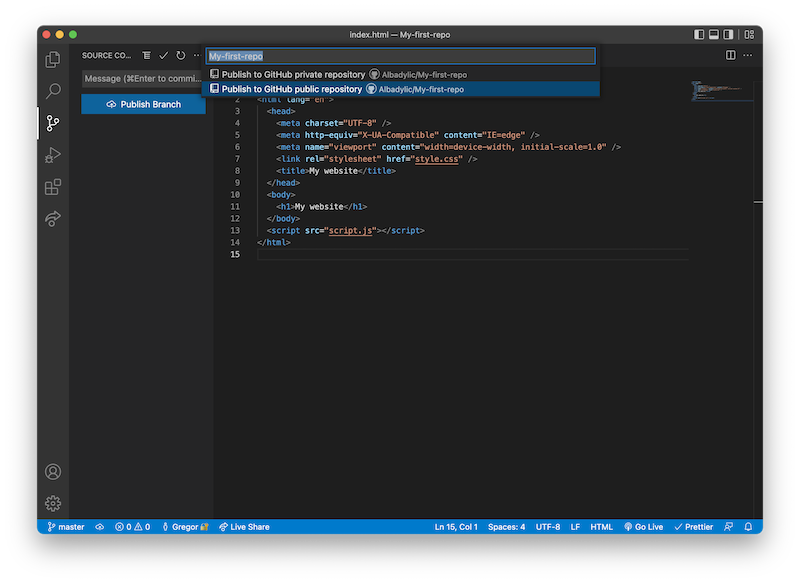 index.html — My-first-repo
SOURCE CO...
My-first-repo
Publish to GitHub private repository Albadylic/My-first-repo
Publish to GitHub public repository Albadylic/My-first-repo
Message (⌘Enter to commi...
Publish Branch
2 <html lang="en">
3 <head>
4 <meta charset="UTF-8" />
5 <meta http-equiv="X-UA-Compatible" content="IE=edge" />
6 <meta name="viewport" content="width=device-width, initial-scale=1.0" />
7 <link rel="stylesheet" href="style.css" />
8 <title>My website</title>
9 </head>
10 <body>
11 <h1>My website</h1>
12 </body>
13 <script src="script.js"></script>
14 </html>
15
master 0 0 Gregor Live Share Ln 15, Col 1 Spaces: 4 UTF-8 LF HTML Go Live Prettier